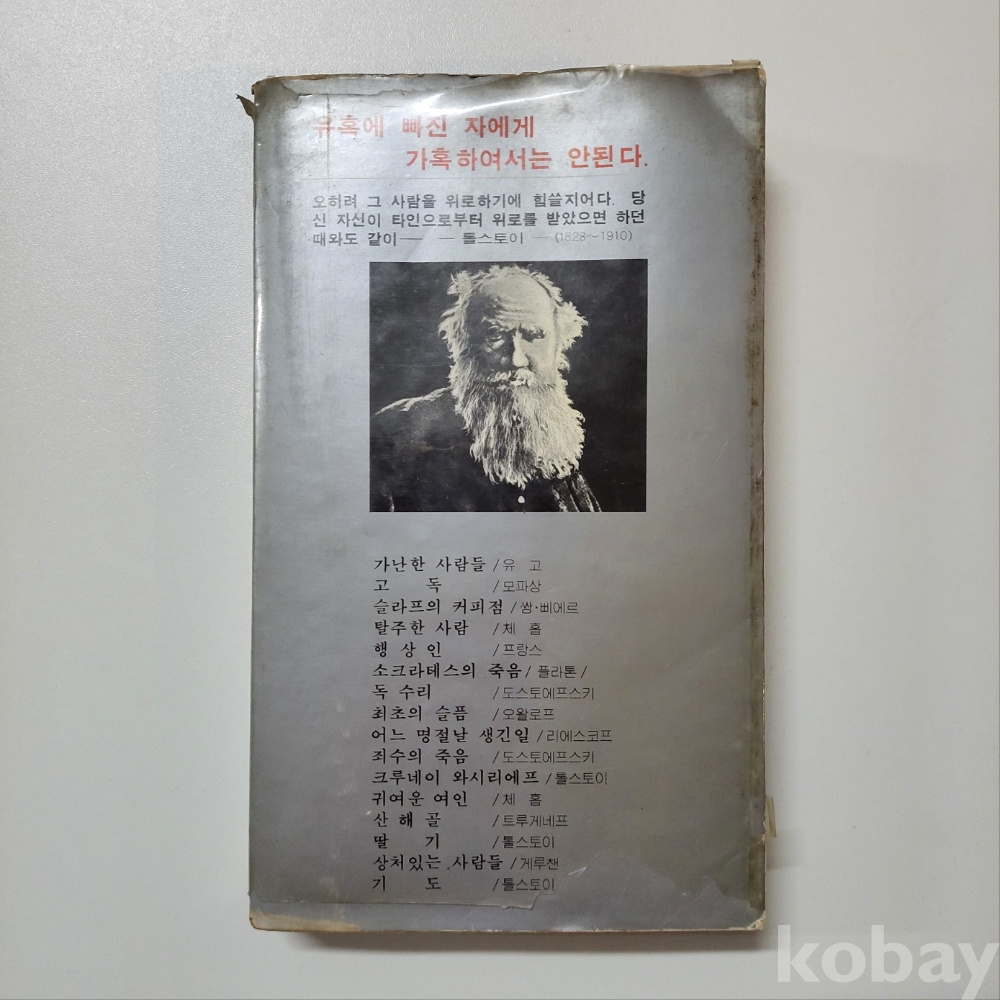 유혹에 빠진 자에게
가혹하여서는 안된다.
오히려 그 사람을 위로하기에 힘쓸지어다. 당
신 자신이 타인으로부터 위로를 받았으면 하던
때와도 같이── ─ 톨스토이 ─ (1828～1910)
가난한 사람들 / 유 고
고 독 / 모파상
슬라프의 커피점 / 쌍·삐에르
탈주한 사람 / 체 홉
행 상 인 / 프랑스
소크라테스의 죽음 / 플라톤 /
독 수리 / 도스토에프스키
최초의 슬픔 / 오왈로프
어느 명절날 생긴일 / 리에스코프
죄수의 죽음 / 도스토에프스키
크루네이 와시리에프 / 톨스토이
귀여운 여인 / 체 홉
산 해 골 / 트루게네프
딸 기 / 톨스토이
상처있는 사람들 / 게루챈
기 도 / 톨스토이
kobay